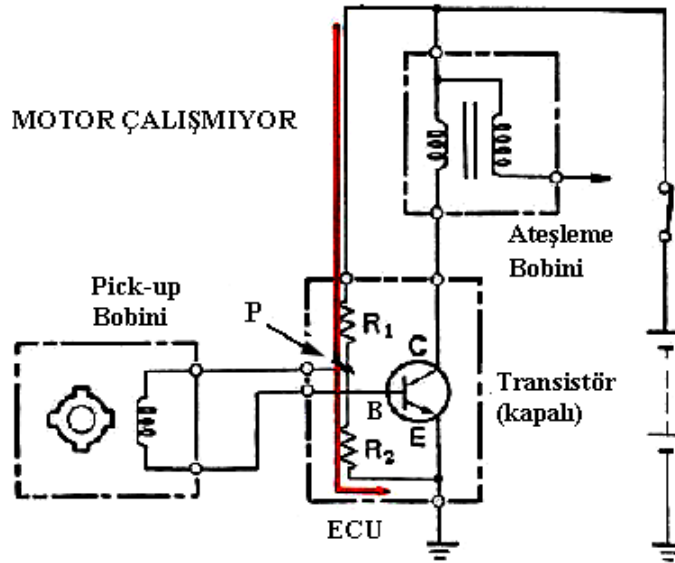 MOTOR ÇALIŞMIYOR
Ateşleme
Bobini
Pick-up
Bobini
P
R1
C
Transistör
(kapalı)
B
E
R2
ECU